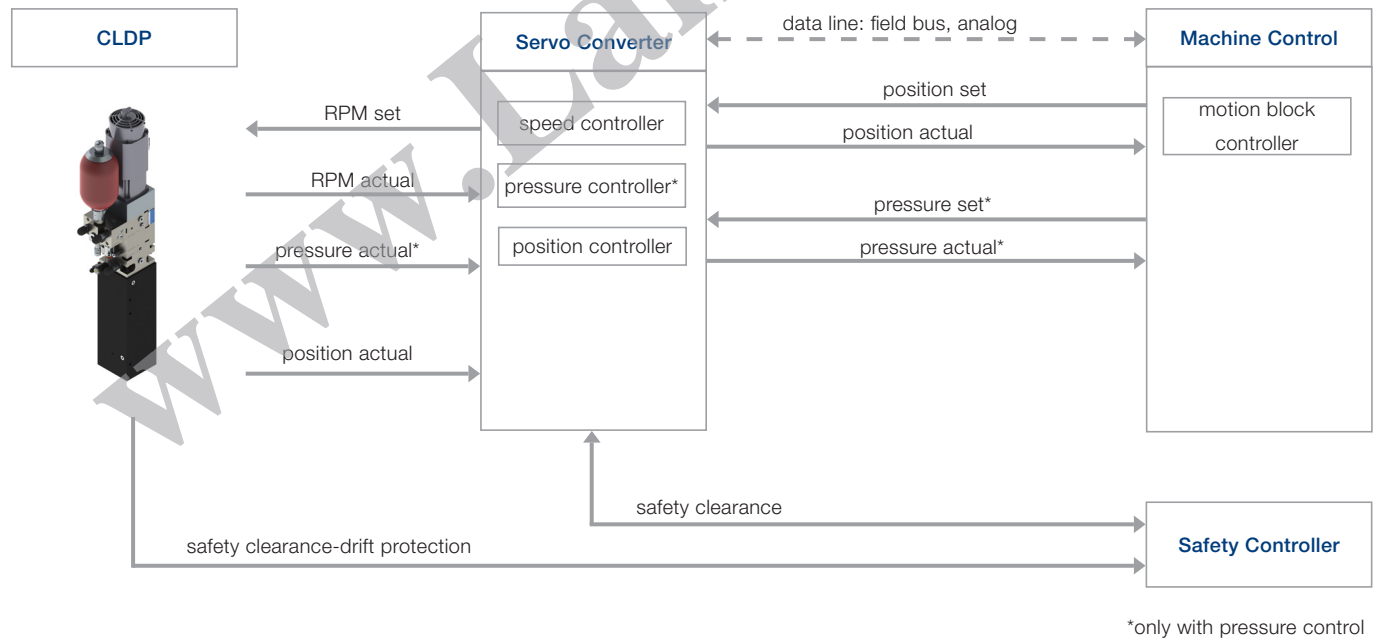 CLDP
Servo Converter
data line: field bus, analog
Machine Control
RPM set
speed controller
position set
motion block
controller
position actual
RPM actual
pressure controller*
pressure set*
pressure actual*
position controller
pressure actual*
position actual
safety clearance
safety clearance-drift protection
Safety Controller
*only with pressure control
www.La